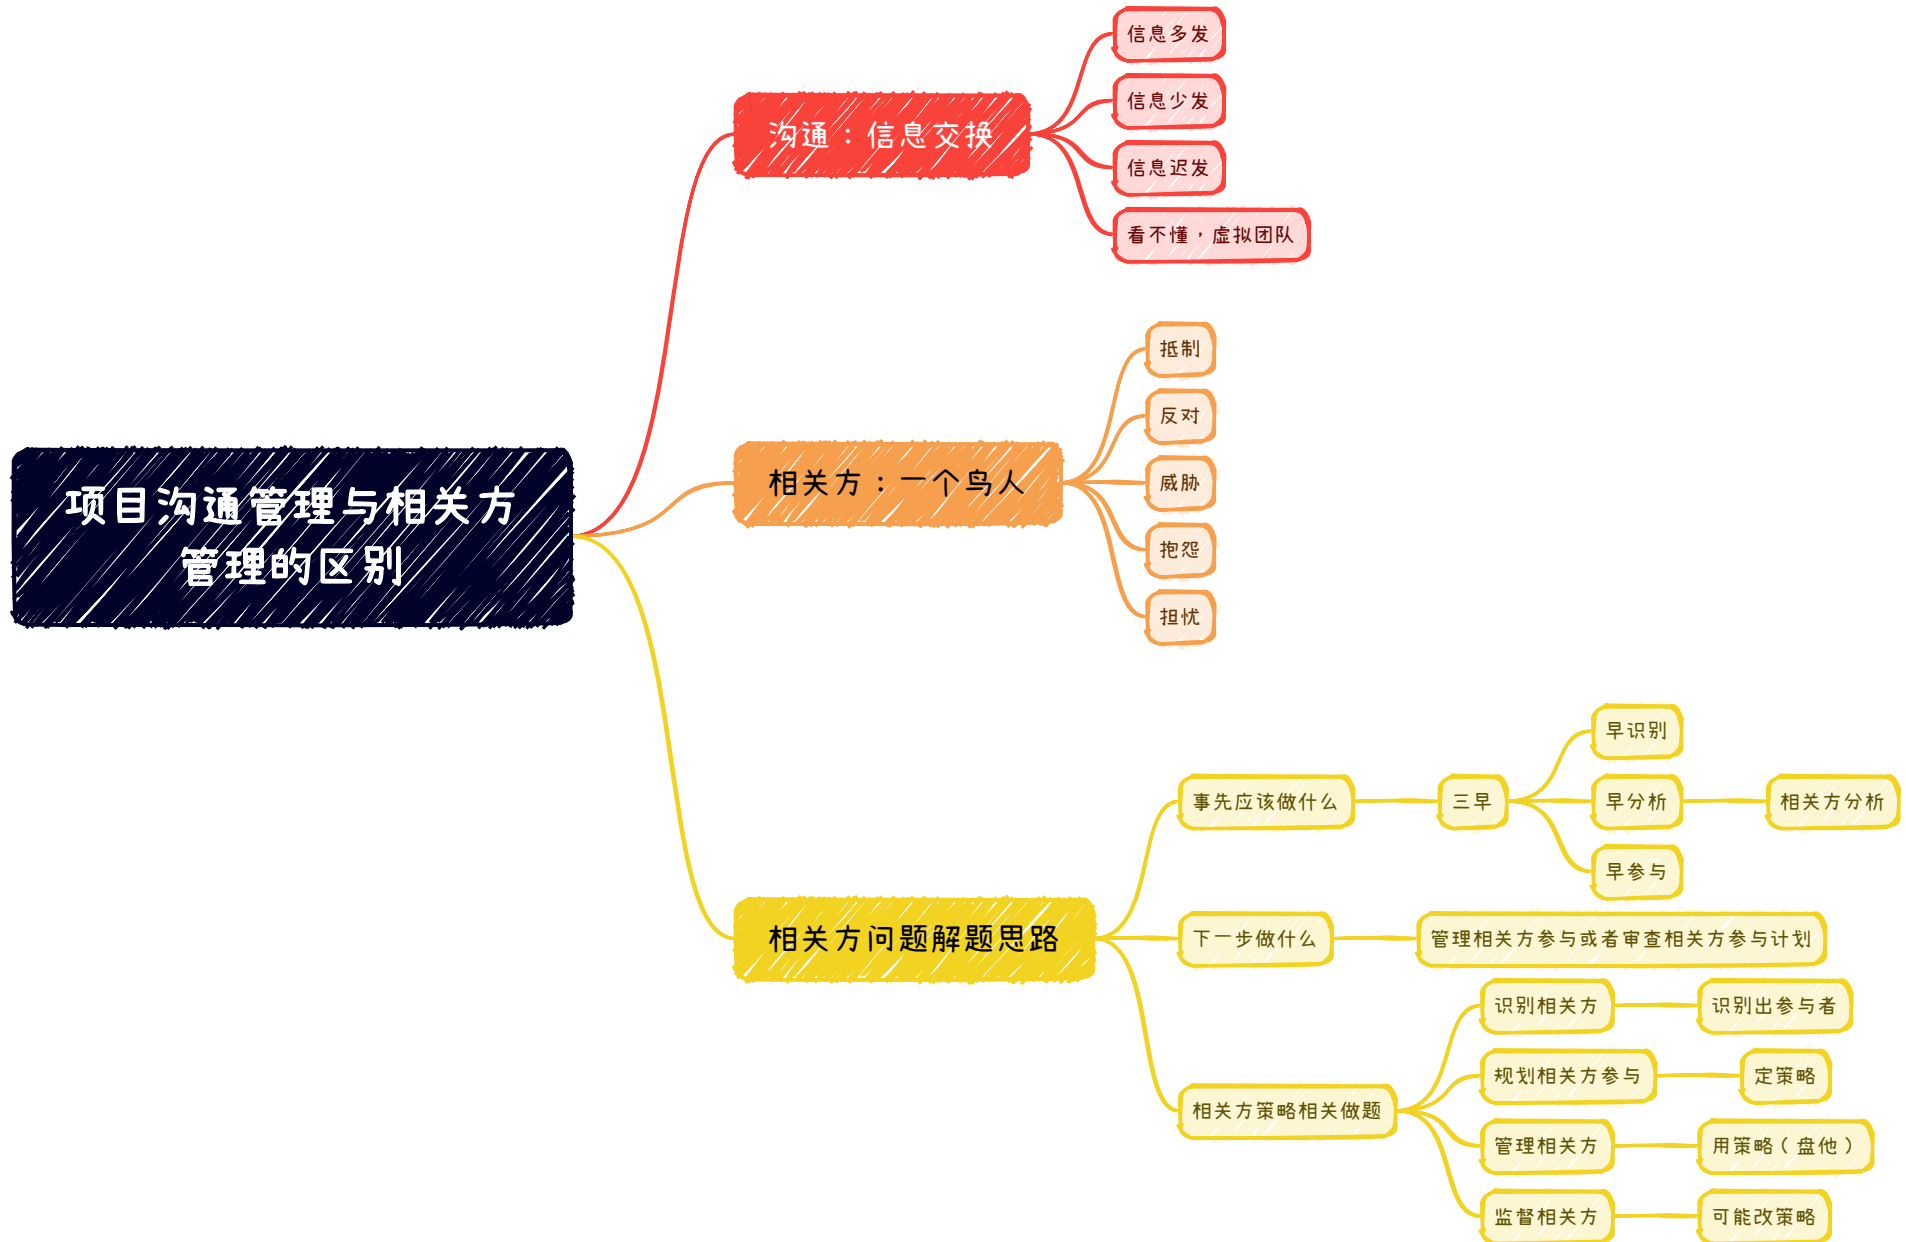 项目沟通管理与相关方
管理的区别
沟通：信息交换
信息多发
信息少发
信息迟发
看不懂，虚拟团队
相关方：一个鸟人
抵制
反对
威胁
抱怨
担忧
相关方问题解题思路
事先应该做什么
三早
早识别
早分析
相关方分析
早参与
下一步做什么
管理相关方参与或者审查相关方参与计划
相关方策略相关做题
识别相关方
识别出参与者
规划相关方参与
定策略
管理相关方
用策略（盘他）
监督相关方
可能改策略